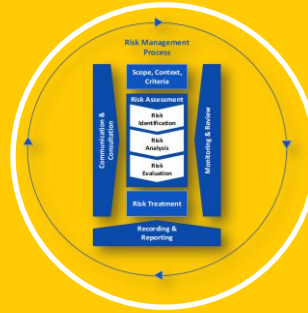 Risk Management
Process
Scope, Context,
Criteria
Communication &
Consultation
Risk Assessment
Risk
Identification
Risk
Analysis
Risk
Evaluation
Monitoring & Review
Risk Treatment
Recording &
Reporting